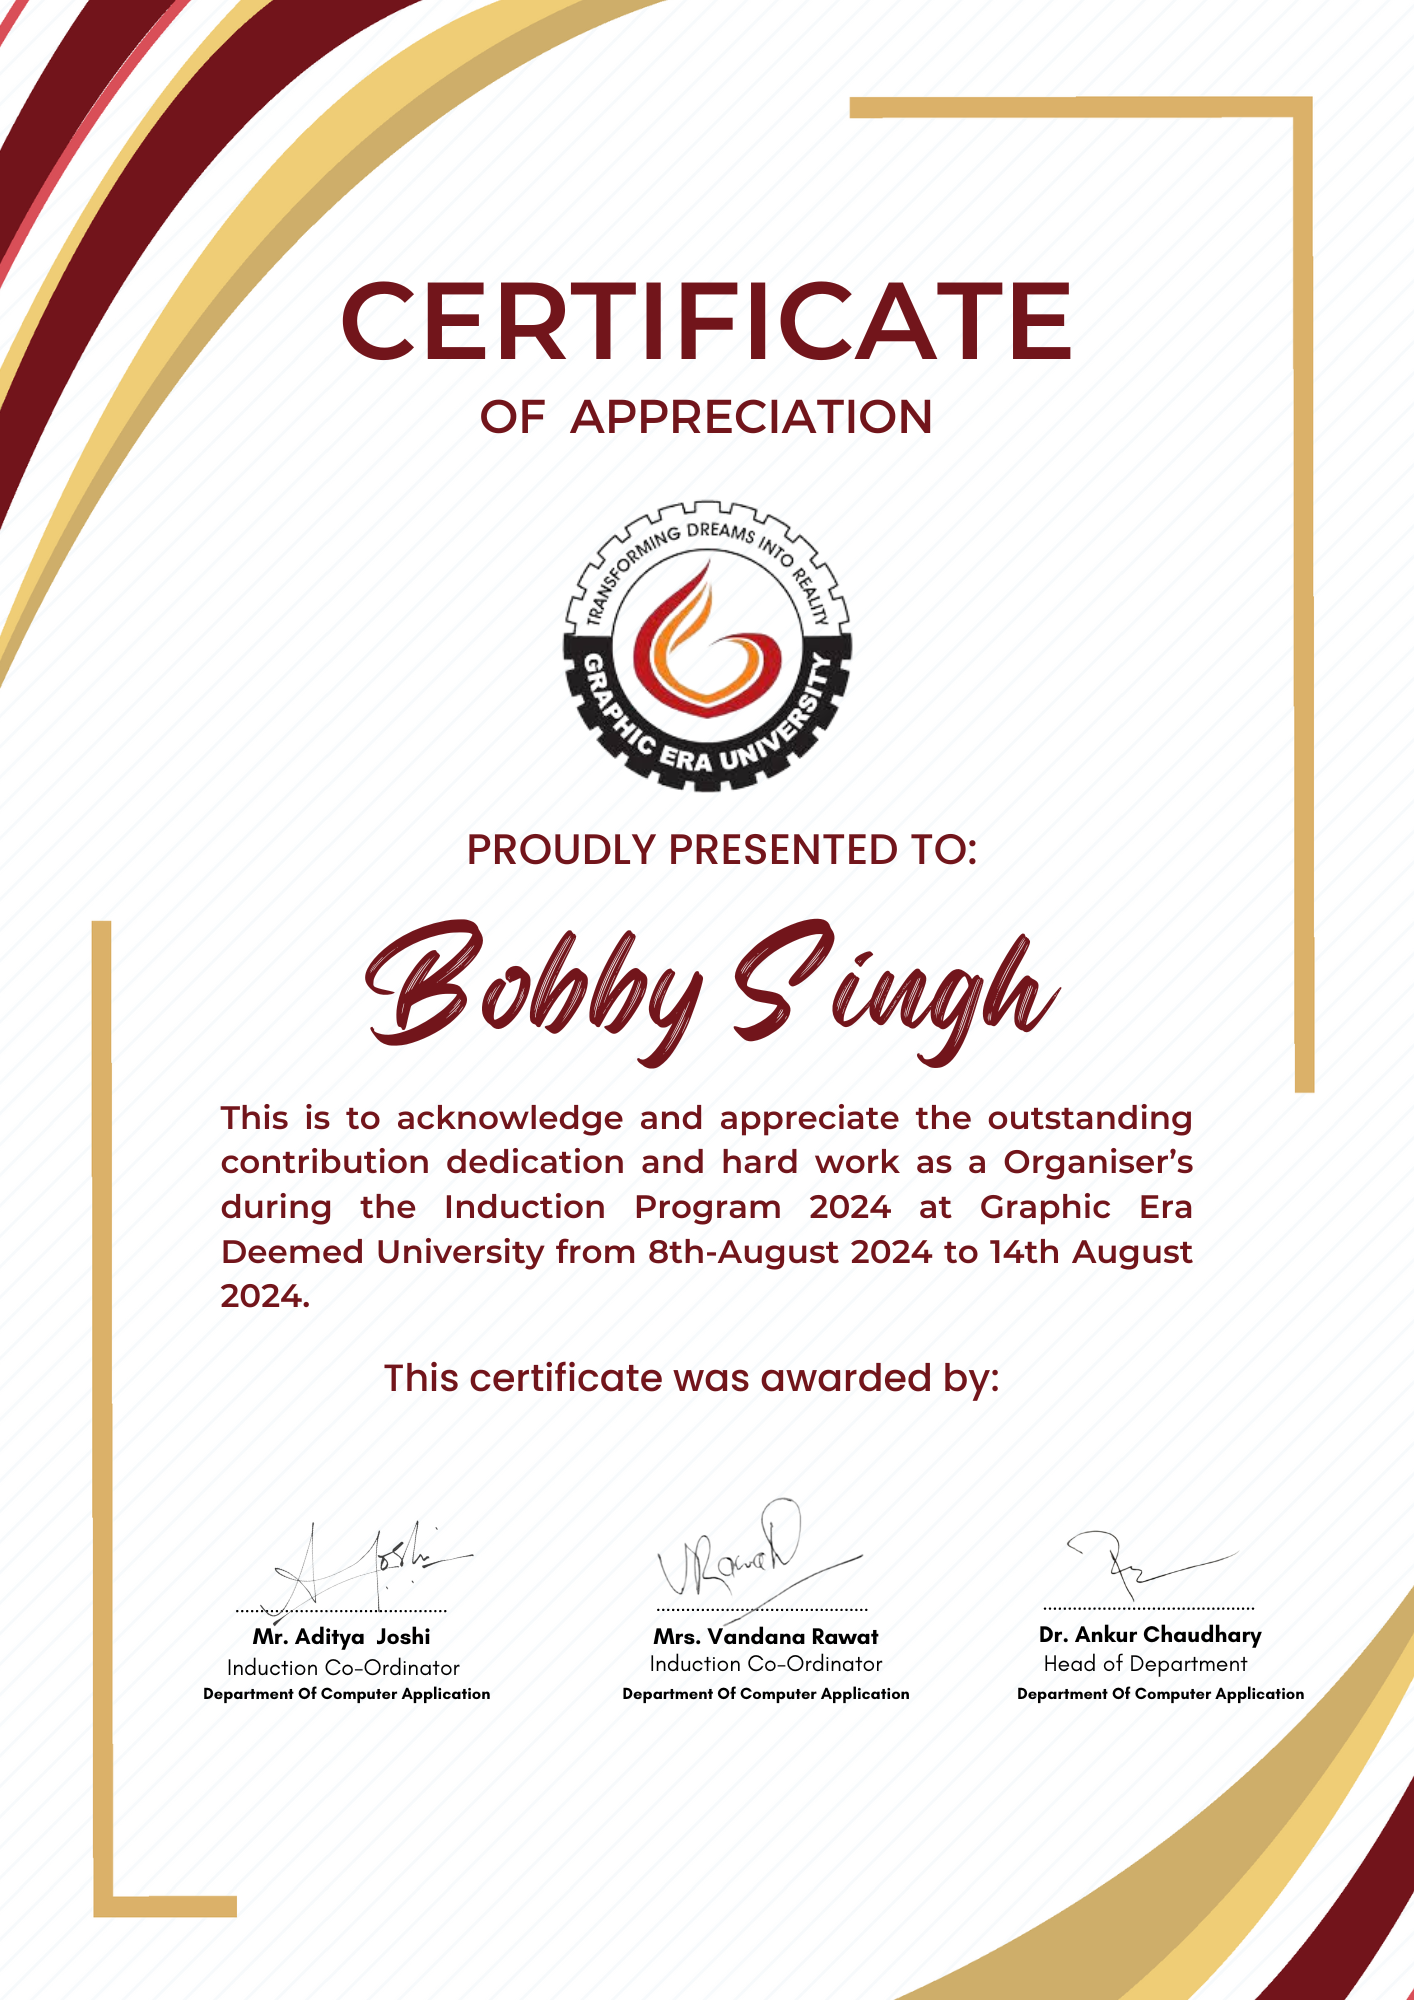 CERTIFICATE
OF APPRECIATION
TRANSFORMING DREAMS INTO REALITY
GRAPHIC ERA UNIVERSITY
PROUDLY PRESENTED TO:
Bobby Singh
This is to acknowledge and appreciate the outstanding
contribution dedication and hard work as a Organiser’s
during the Induction Program 2024 at Graphic Era
Deemed University from 8th-August 2024 to 14th August
2024.
This certificate was awarded by:
A Joshi
VRawat
Mr. Aditya Joshi
Induction Co-Ordinator
Department Of Computer Application
Mrs. Vandana Rawat
Induction Co-Ordinator
Department Of Computer Application
Dr. Ankur Chaudhary
Head of Department
Department Of Computer Application